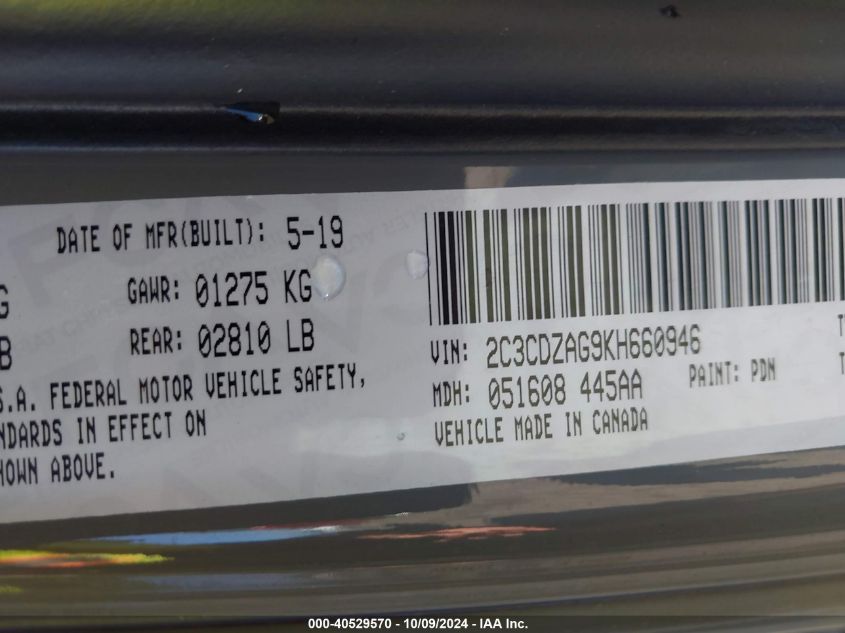 DATE OF MFR(BUILT): 5-19
G GAWR: 01275 KG
B REAR: 02810 LB
S.A. FEDERAL MOTOR VEHICLE SAFETY,
NDARDS IN EFFECT ON
HOWN ABOVE.
VIN: 2C3CDZAG9KH660946
MDH: 051608 445AA PAINT: PDN
VEHICLE MADE IN CANADA
000-40529570 - 10/09/2024 - IAA Inc.